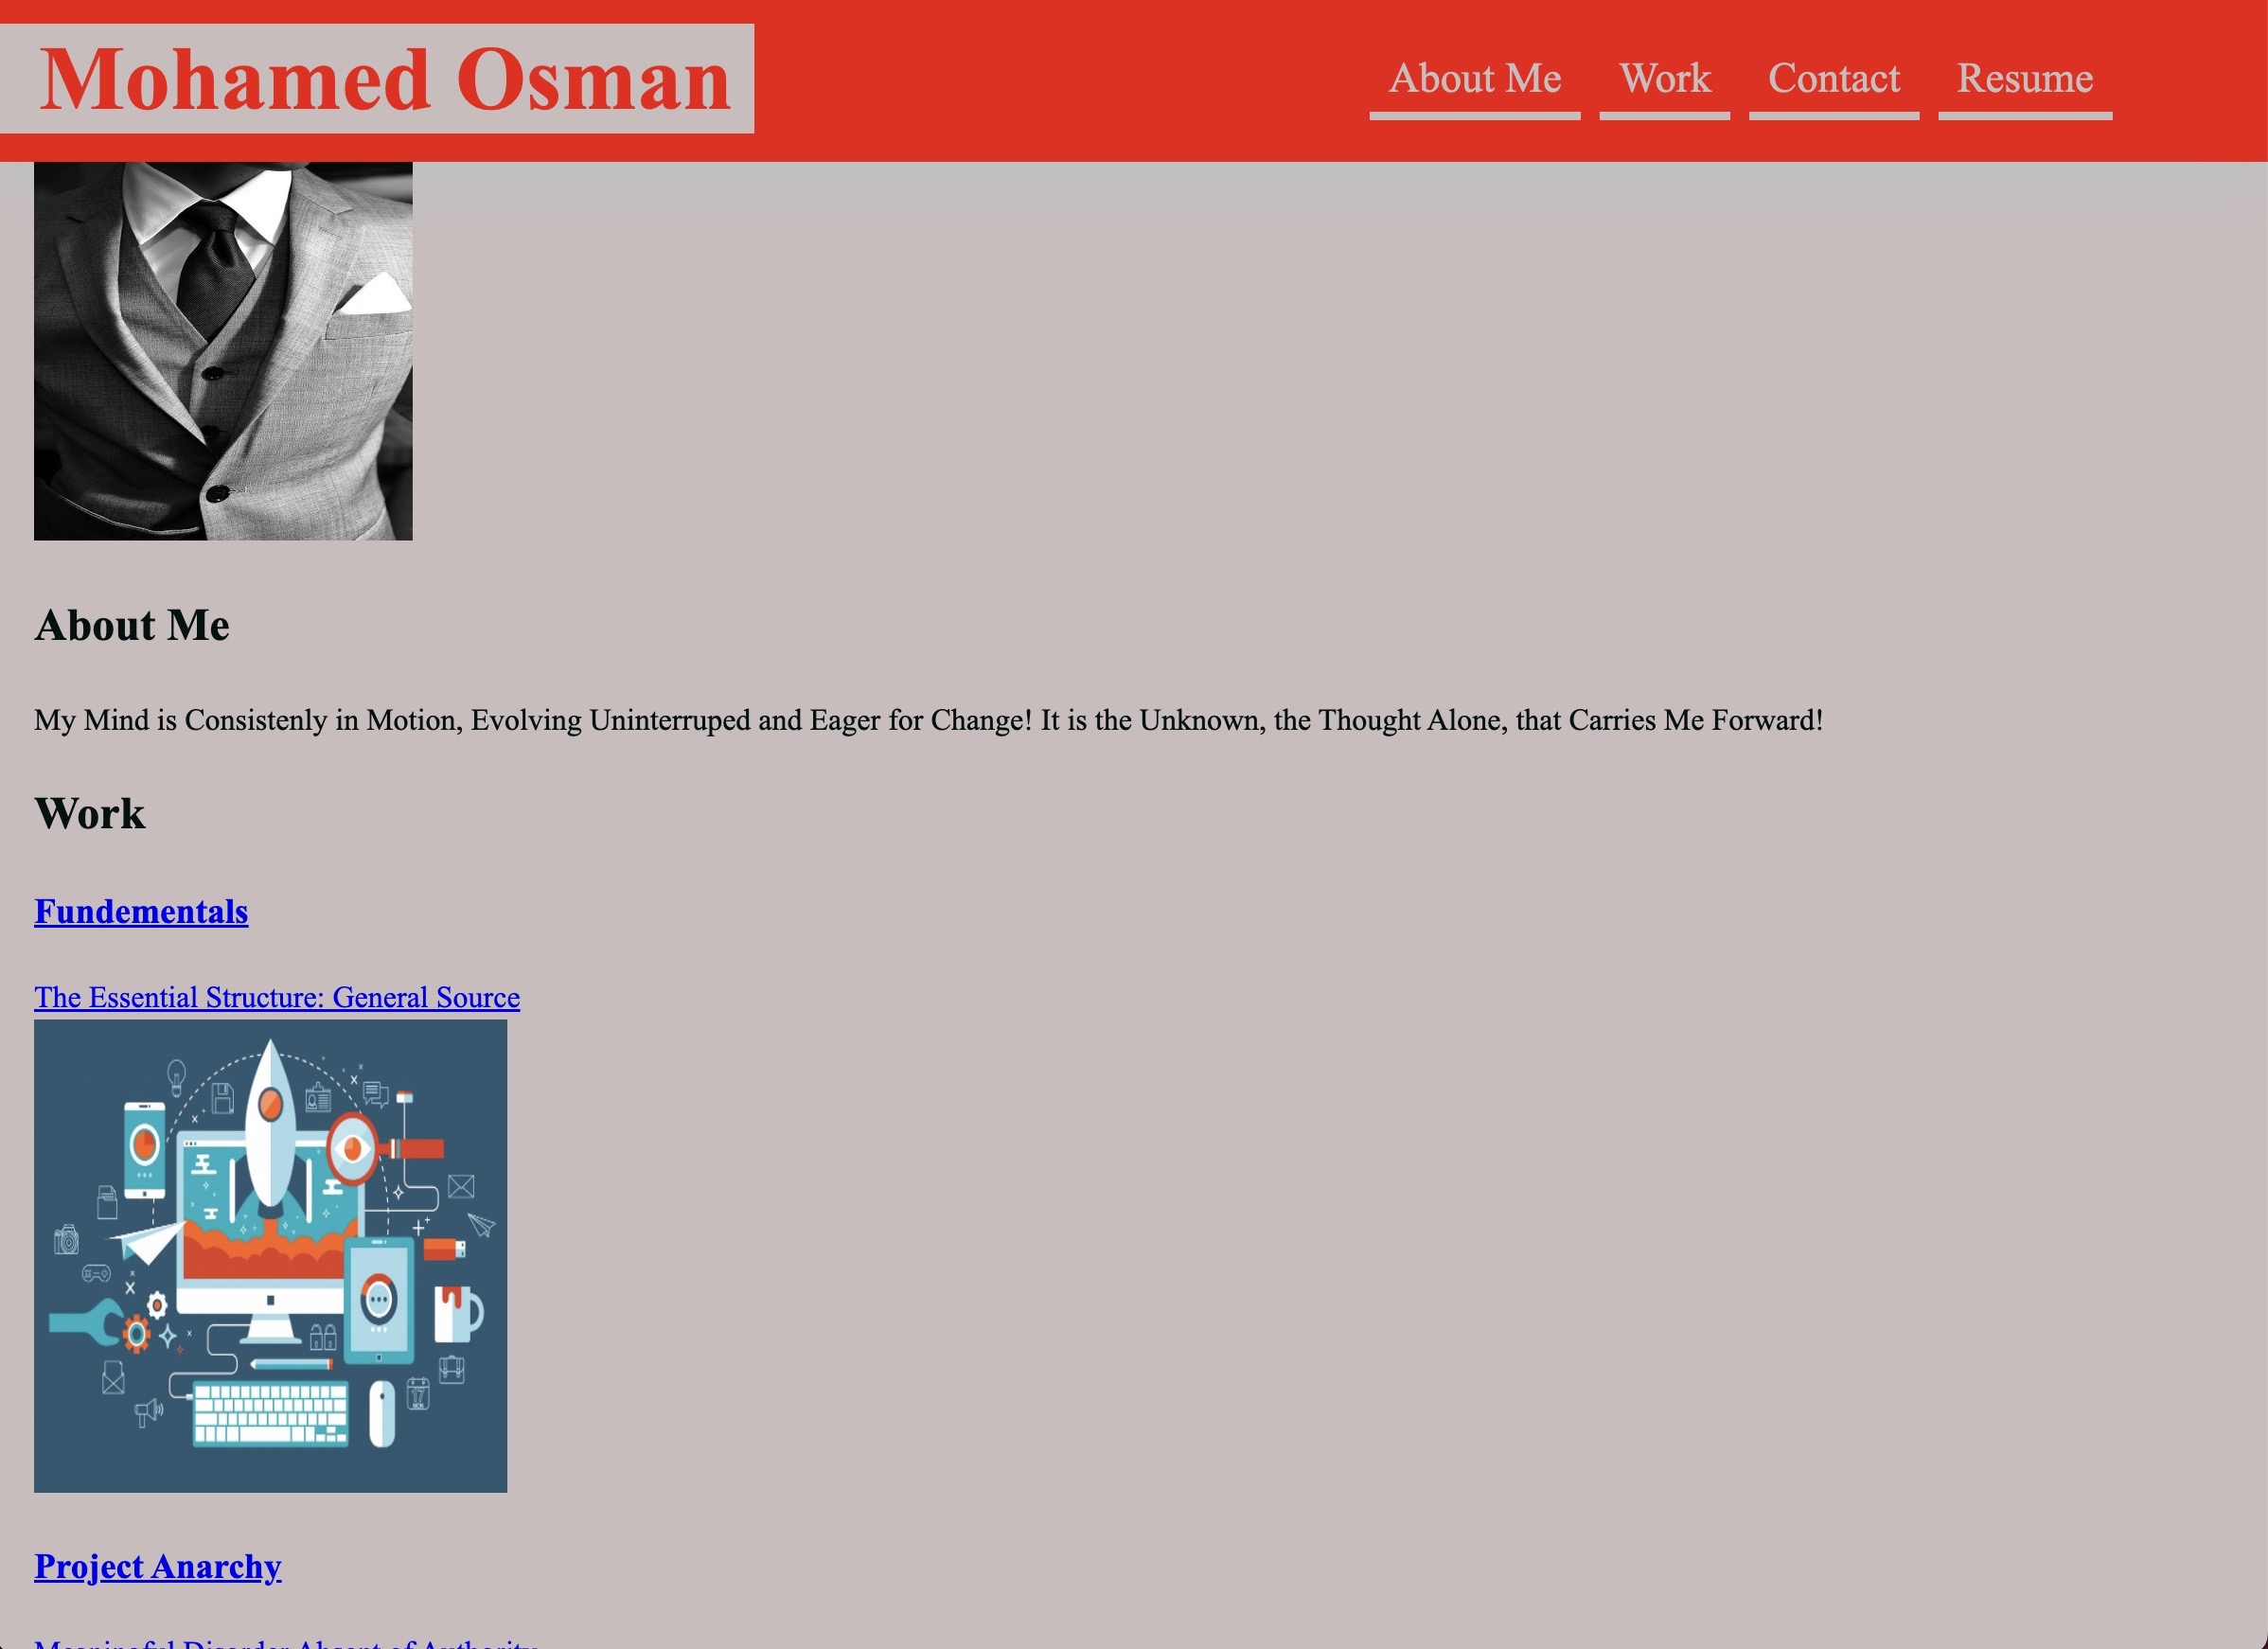 Mohamed Osman
About Me Work Contact Resume
About Me
My Mind is Consistenly in Motion, Evolving Uninterruped and Eager for Change! It is the Unknown, the Thought Alone, that Carries Me Forward!
Work
Fundementals
The Essential Structure: General Source
17
MON
Project Anarchy
Meaningful Disorder Absent of Authority